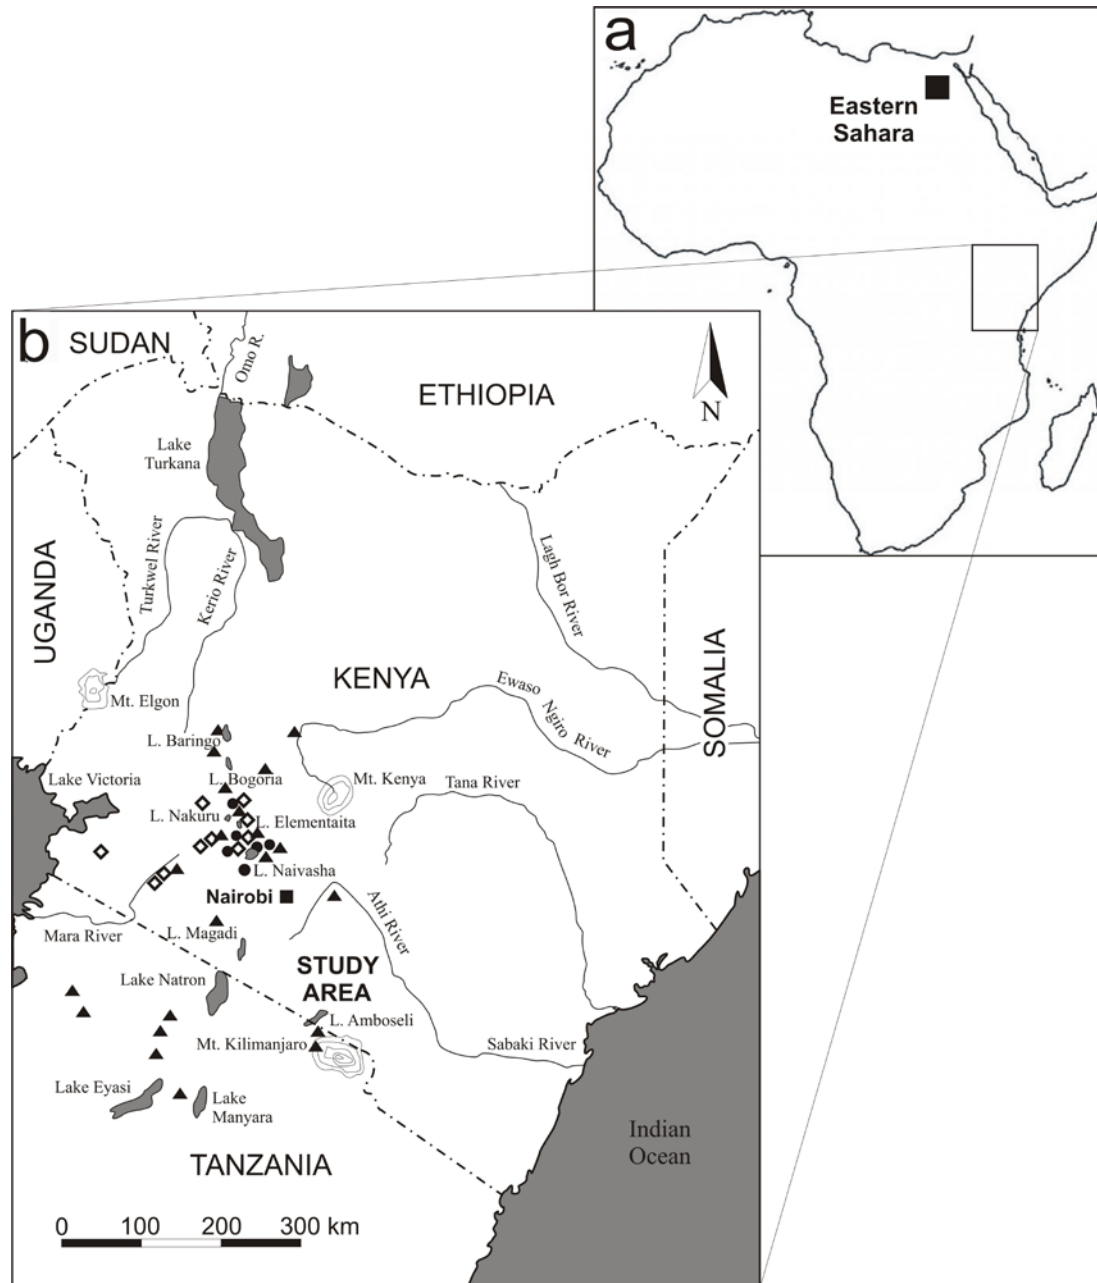 a
Eastern
Sahara
b
SUDAN
Omo R.
ETHIOPIA
N
Lake
Turkana
UGANDA
Turkwel River
Kerio River
Lagh Bor River
Mt. Elgon
KENYA
SOMALIA
Ewaso Ngiro River
L. Baringo
Lake Victoria
L. Bogoria
Mt. Kenya
Tana River
L. Nakuru
L. Elementaita
L. Naivasha
Nairobi
Athi River
Mara River
L. Magadi
STUDY
AREA
Lake Natron
L. Amboseli
Mt. Kilimanjaro
Sabaki River
Lake Eyasi
Lake
Manyara
Indian
Ocean
TANZANIA
0 100 200 300 km